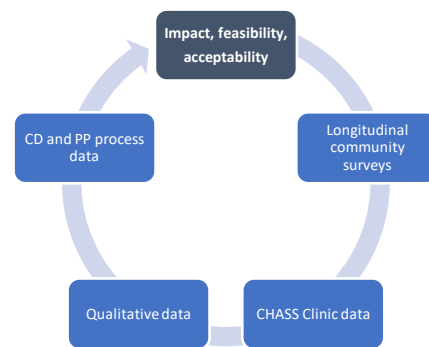 Impact, feasibility,
acceptability
Longitudinal
community
surveys
CHASS Clinic data
Qualitative data
CD and PP process
data